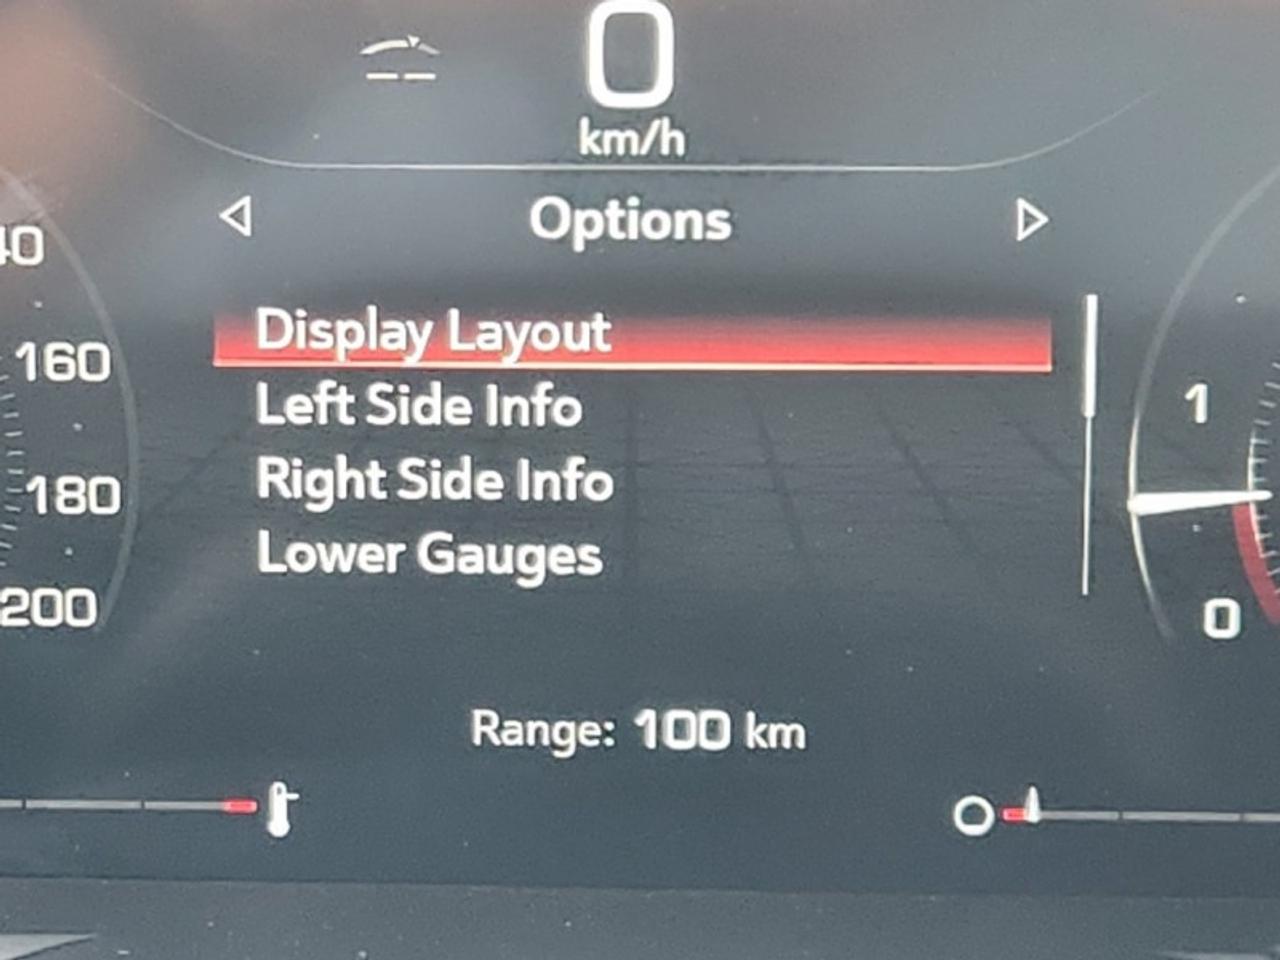 0
km/h
Options
Display Layout
Left Side Info
Right Side Info
Lower Gauges
160
180
200
1
0
Range: 100 km